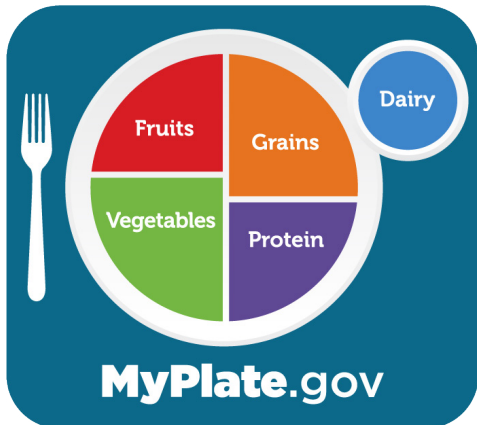 Dairy
Fruits
Grains
Vegetables
Protein
MyPlate.gov